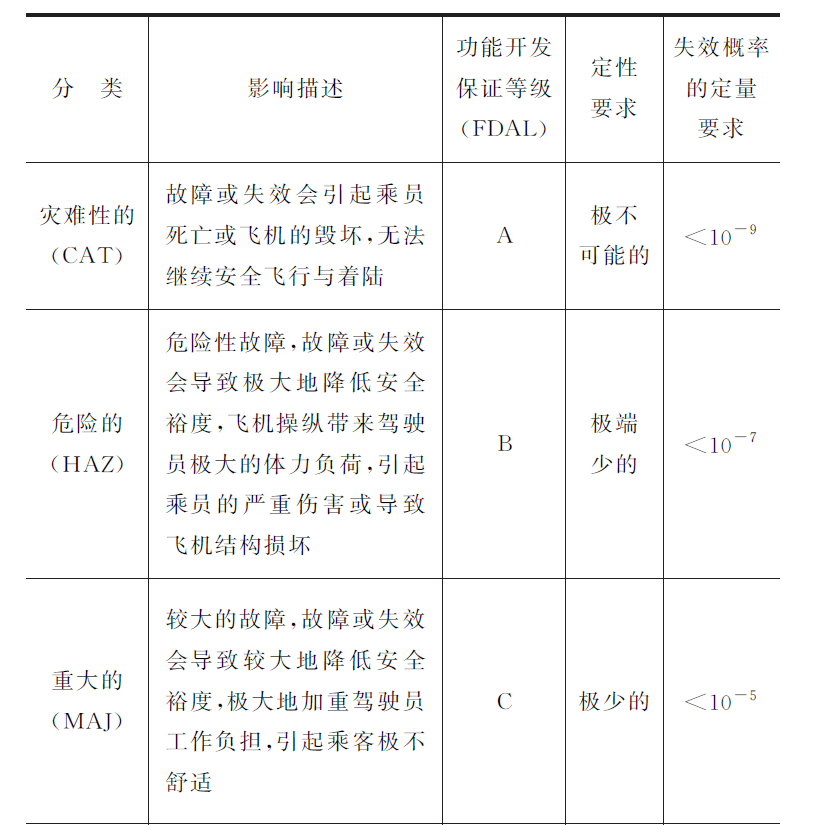 分 类
影响描述
功能开发
保证等级
(FDAL)
定性
要求
失效概率
的定量
要求
灾难性的
(CAT)
故障或失效会引起乘员
死亡或飞机的毁坏,无法
继续安全飞行与着陆
A
极不
可能的
<10⁻⁹
危险的
(HAZ)
危险性故障,故障或失效
会导致极大地降低安全
裕度,飞机操纵带来驾驶
员极大的体力负荷,引起
乘员的严重伤害或导致
飞机结构损坏
B
极端
少的
<10⁻⁷
重大的
(MAJ)
较大的故障,故障或失效
会导致较大地降低安全
裕度,极大地加重驾驶员
工作负担,引起乘客极不
舒适
C
极少的
<10⁻⁵